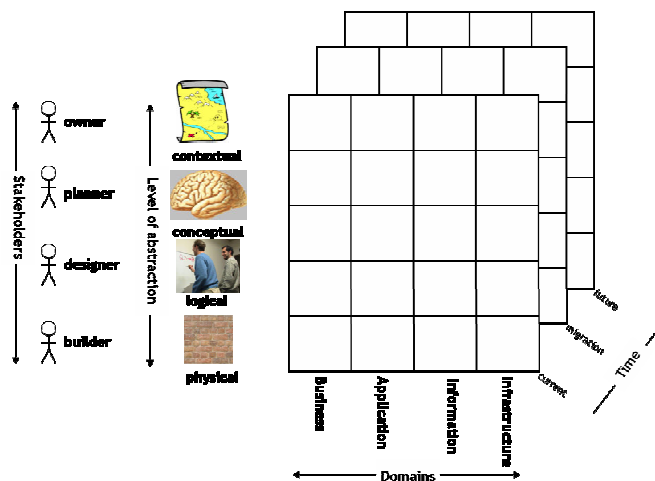 owner
contextual
planner
conceptual
designer
logical
builder
physical
Stakeholders
Level of abstraction
Business
Application
Information
Infrastructure
Domains
current
migration
future
Time